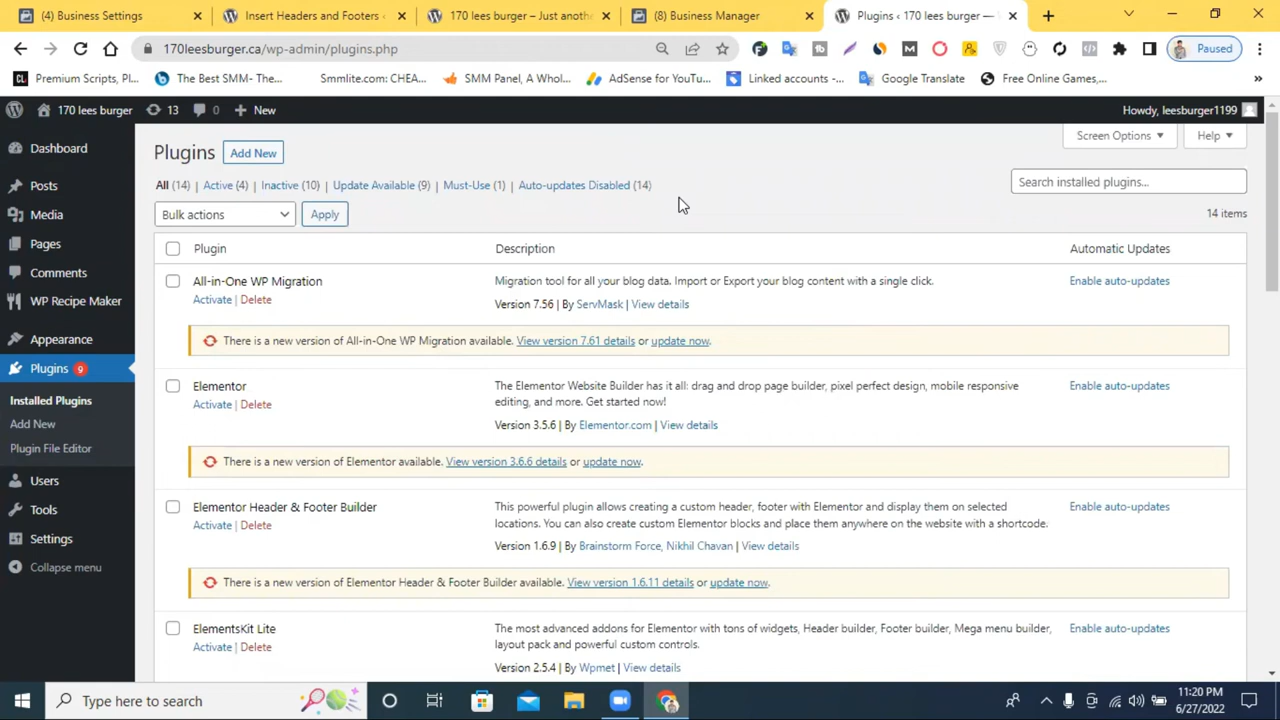 (4) Business Settings
Insert Headers and Footers ‹
170 lees burger – Just anoth
(8) Business Manager
Plugins ‹ 170 lees burger —
170leesburger.ca/wp-admin/plugins.php
Paused
Premium Scripts, Pl...
The Best SMM- The...
Smmlite.com: CHEA...
SMM Panel, A Whol...
AdSense for YouTu...
Linked accounts -...
Google Translate
Free Online Games,...
170 lees burger
13
0
New
Howdy, leesburger1199
Dashboard
Posts
Media
Pages
Comments
WP Recipe Maker
Appearance
Plugins 9
Installed Plugins
Add New
Plugin File Editor
Users
Tools
Settings
Collapse menu
Screen Options
Help
Plugins
Add New
All (14) | Active (4) | Inactive (10) | Update Available (9) | Must-Use (1) | Auto-updates Disabled (14)
Search installed plugins...
Bulk actions
Apply
14 items
Plugin
Description
Automatic Updates
All-in-One WP Migration
Activate | Delete
Migration tool for all your blog data. Import or Export your blog content with a single click.
Version 7.56 | By ServMask | View details
Enable auto-updates
There is a new version of All-in-One WP Migration available. View version 7.61 details or update now.
Elementor
Activate | Delete
The Elementor Website Builder has it all: drag and drop page builder, pixel perfect design, mobile responsive
editing, and more. Get started now!
Version 3.5.6 | By Elementor.com | View details
Enable auto-updates
There is a new version of Elementor available. View version 3.6.6 details or update now.
Elementor Header & Footer Builder
Activate | Delete
This powerful plugin allows creating a custom header, footer with Elementor and display them on selected
locations. You can also create custom Elementor blocks and place them anywhere on the website with a shortcode.
Version 1.6.9 | By Brainstorm Force, Nikhil Chavan | View details
Enable auto-updates
There is a new version of Elementor Header & Footer Builder available. View version 1.6.11 details or update now.
ElementsKit Lite
Activate | Delete
The most advanced addons for Elementor with tons of widgets, Header builder, Footer builder, Mega menu builder,
layout pack and powerful custom controls.
Version 2.5.4 | By Wpmet | View details
Enable auto-updates
Type here to search
11:20 PM
6/27/2022